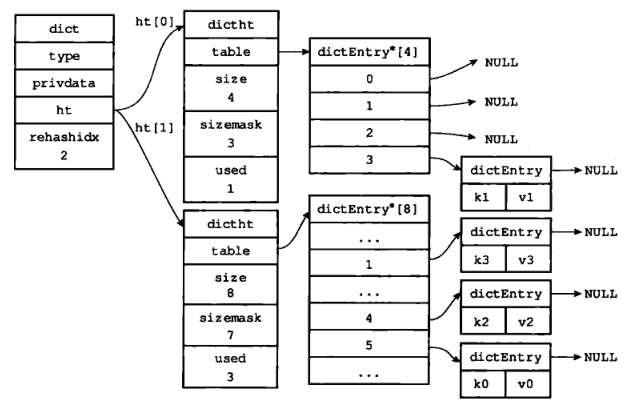 dict
type
privdata
ht
rehashidx
2
ht[0]
ht[1]
dictht
table
size
4
sizemask
3
used
1
dictEntry*[4]
0
1
2
3
NULL
NULL
NULL
dictEntry
k1 v1
NULL
dictht
table
size
8
sizemask
7
used
3
dictEntry*[8]
...
1
...
4
5
...
dictEntry
k3 v3
NULL
dictEntry
k2 v2
NULL
dictEntry
k0 v0
NULL